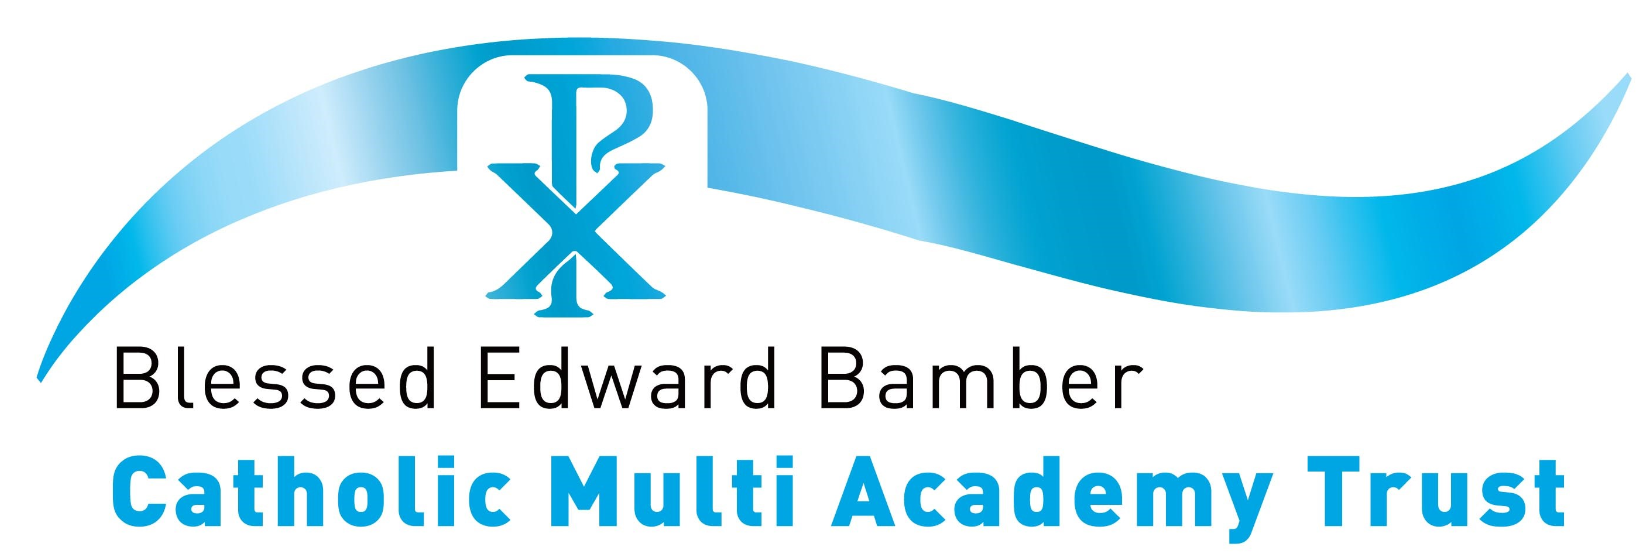 Blessed Edward Bamber
Catholic Multi Academy Trust